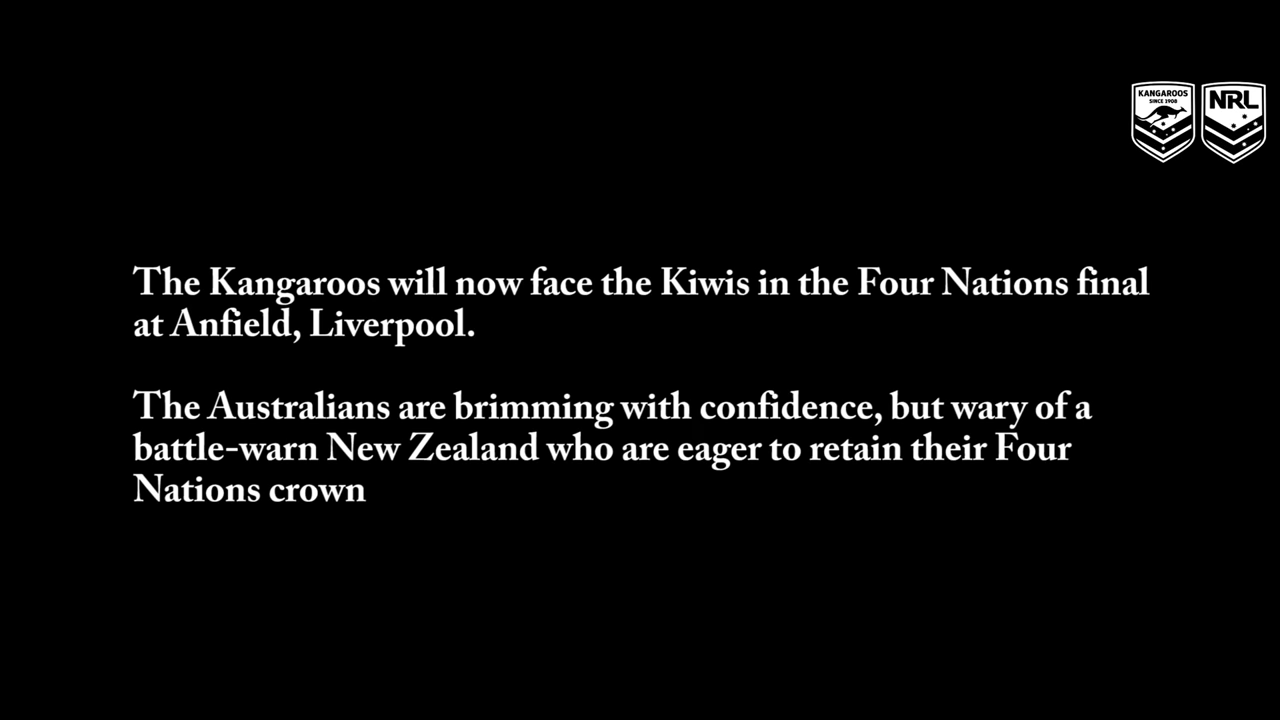 KANGAROOS
SINCE 1908
NRL
The Kangaroos will now face the Kiwis in the Four Nations final
at Anfield, Liverpool.
The Australians are brimming with confidence, but wary of a
battle-warn New Zealand who are eager to retain their Four
Nations crown